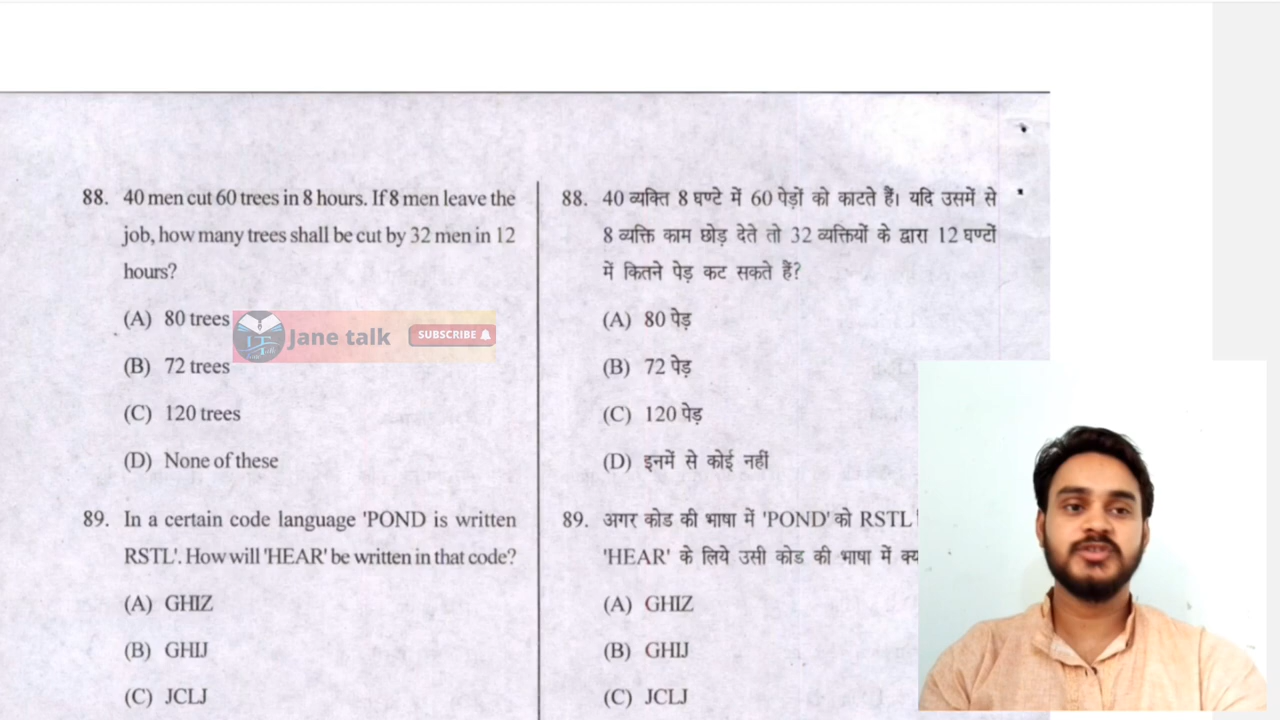 88. 40 men cut 60 trees in 8 hours. If 8 men leave the
job, how many trees shall be cut by 32 men in 12
hours?
(A) 80 trees
(B) 72 trees
(C) 120 trees
(D) None of these
89. In a certain code language 'POND is written
RSTL'. How will 'HEAR' be written in that code?
(A) GHIZ
(B) GHIJ
(C) JCLJ
Jane talk
SUBSCRIBE
88. 40 व्यक्ति 8 घण्टे में 60 पेड़ों को काटते हैं। यदि उसमें से
8 व्यक्ति काम छोड़ देते तो 32 व्यक्तियों के द्वारा 12 घण्टों
में कितने पेड़ कट सकते हैं?
(A) 80 पेड़
(B) 72 पेड़
(C) 120 पेड़
(D) इनमें से कोई नहीं
89. अगर कोड की भाषा में 'POND' को RSTL
'HEAR' के लिये उसी कोड की भाषा में
(A) GHIZ
(B) GHIJ
(C) JCLJ